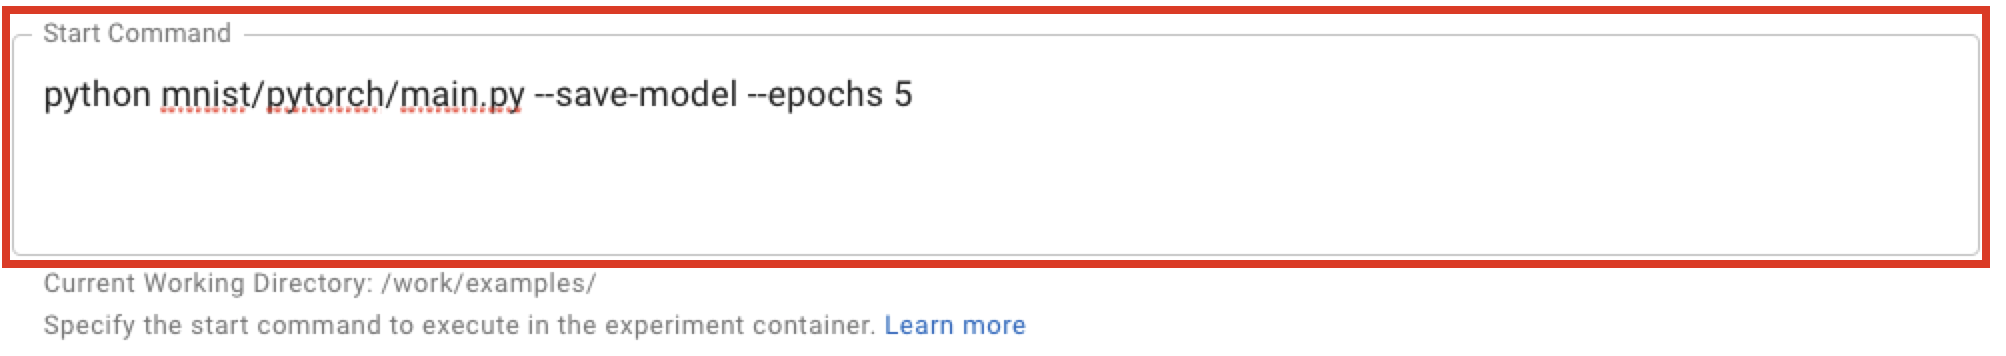 Start Command
python mnist/pytorch/main.py --save-model --epochs 5
Current Working Directory: /work/examples/
Specify the start command to execute in the experiment container. Learn more